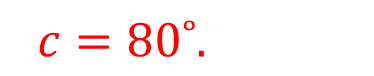 c = 80°.